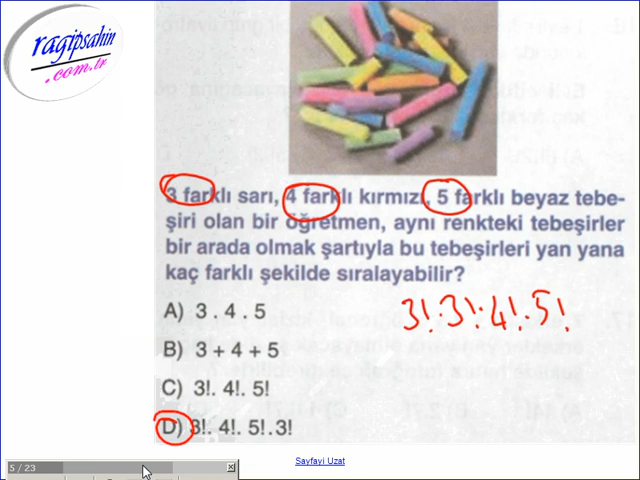 ragipsahin
.com.tr
3 farklı sarı, 4 farklı kırmızı, 5 farklı beyaz tebe-
şiri olan bir öğretmen, aynı renkteki tebeşirler
bir arada olmak şartıyla bu tebeşirleri yan yana
kaç farklı şekilde sıralayabilir?
A) 3 . 4 . 5
3!.3!.4!.5!
B) 3 + 4 + 5
C) 3!. 4!. 5!
D) 3!. 4!. 5!.3!
5 / 23
Sayfayi Uzat